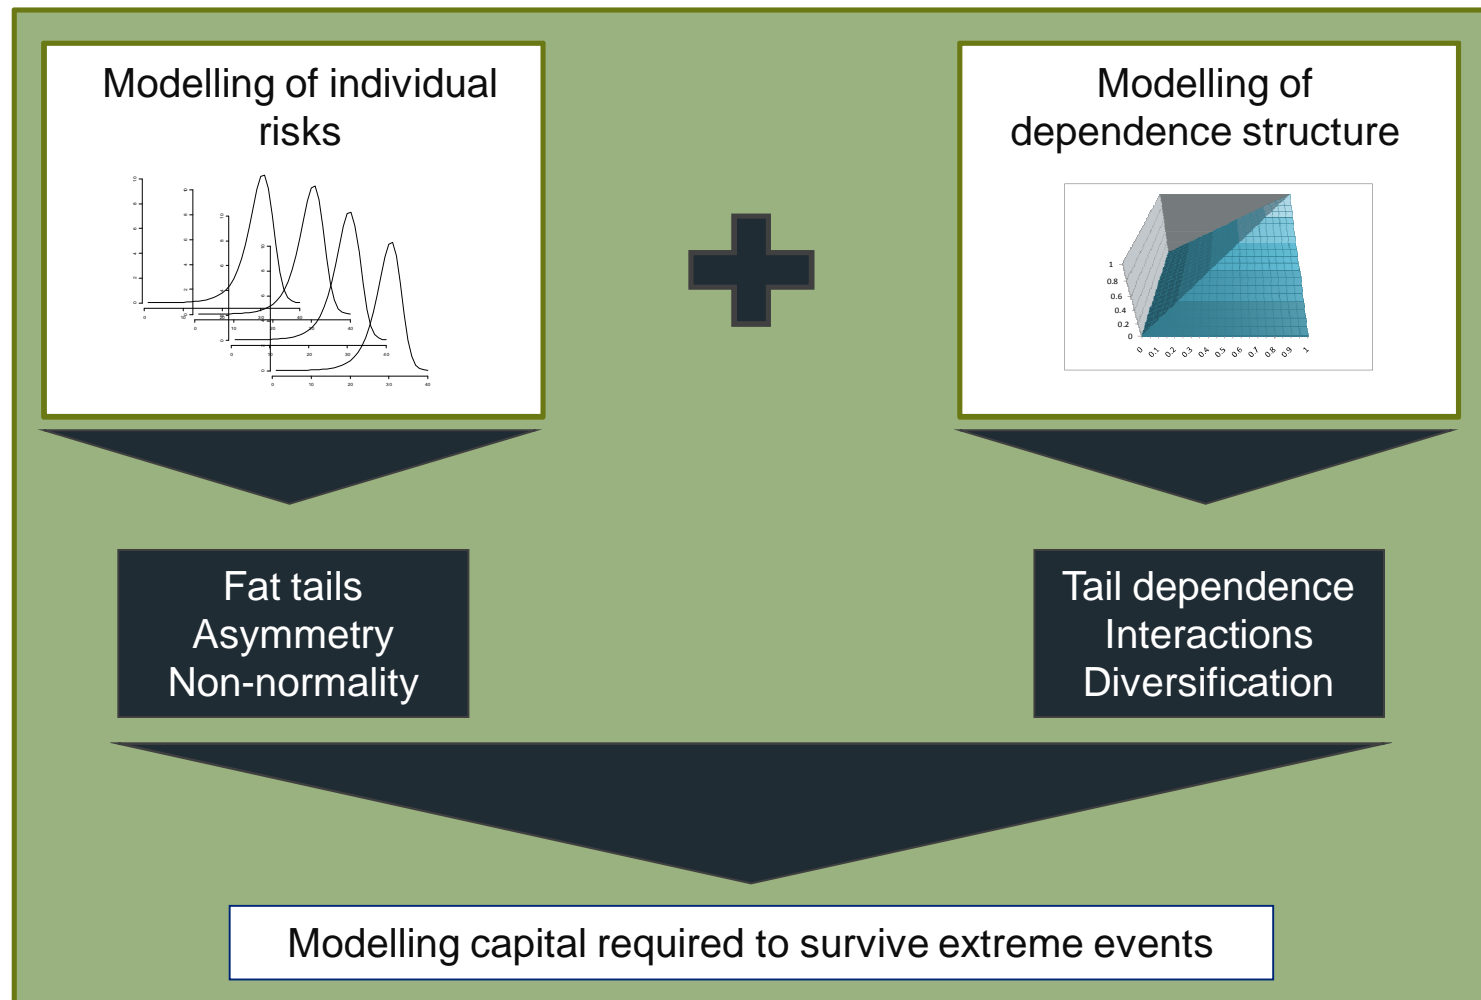 Modelling of individual
risks
Modelling of
dependence structure
1
0.8
0.6
0.4
0.2
0
0 0.1 0.2 0.3 0.4 0.5 0.6 0.7 0.8 0.9 1
Fat tails
Asymmetry
Non-normality
Tail dependence
Interactions
Diversification
Modelling capital required to survive extreme events